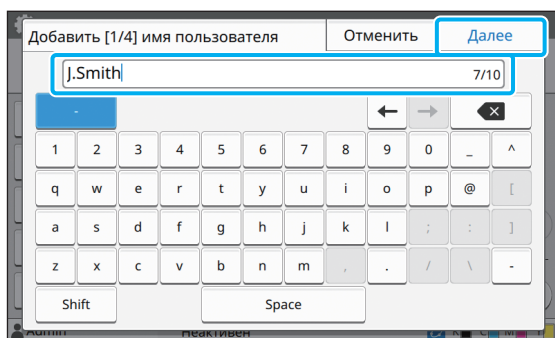 Добавить [1/4] имя пользователя Отменить Далее
J.Smith 7/10
-
← → ×
1 2 3 4 5 6 7 8 9 0 _ ^
q w e r t y u i o p @ [
a s d f g h j k l ; : ]
z x c v b n m , . / \ -
Shift Space
Admin Неактивен K C M Y